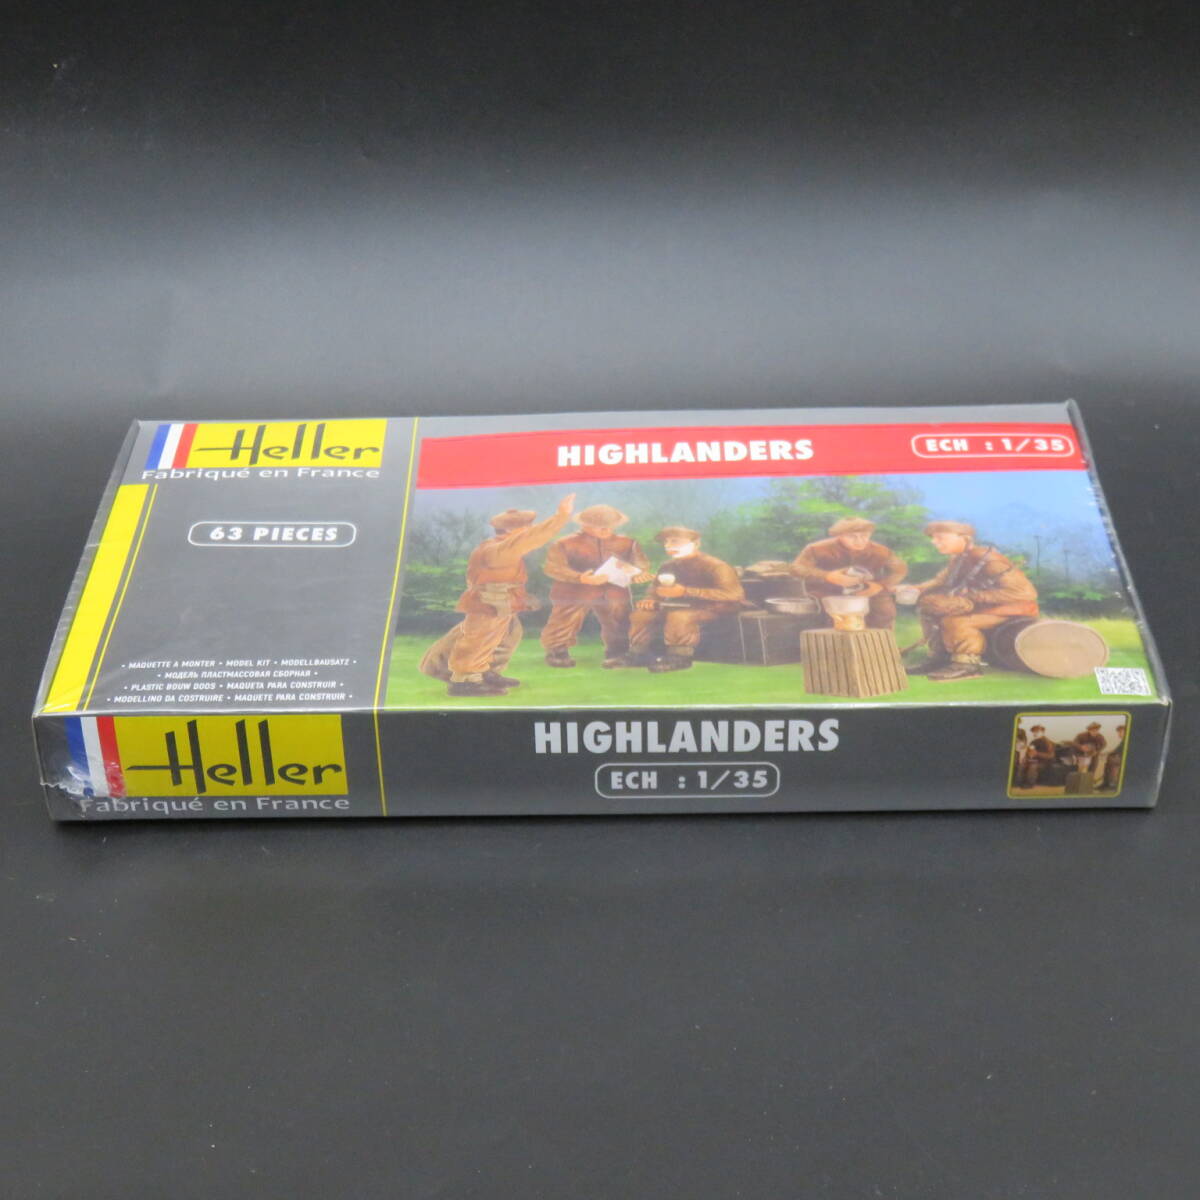 Heller
Fabriqué en France
HIGHLANDERS
ECH : 1/35
63 PIECES
• MAQUETTE A MONTER • MODEL KIT • MODELLBAUSATZ •
• МОДЕЛЬ ПЛАСТМАССОВАЯ СБОРНАЯ •
• PLASTIC BOUW DOOS • MAQUETA PARA CONSTRUIR •
• MODELLINO DA COSTRUIRE • MAQUETE PARA CONSTRUIR •
Heller
Fabriqué en France
HIGHLANDERS
ECH : 1/35